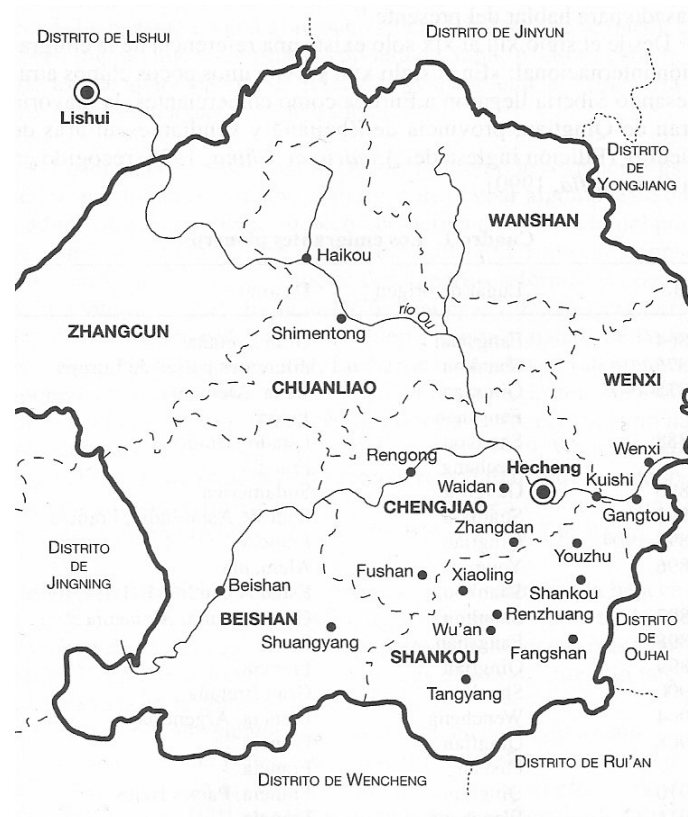 DISTRITO DE LISHUI
DISTRITO DE JINYUN
Lishui
DISTRITO
DE
YONGJIANG
WANSHAN
Haikou
río Ou
ZHANGCUN
Shimentong
CHUANLIAO
WENXI
Rengong
Wenxi
Hecheng
Kuishi
Waidan
CHENGJIAO
Gangtou
Zhangdan
DISTRITO
DE
JINGNING
Youzhu
Fushan
Xiaoling
Beishan
Shankou
Renzhuang
BEISHAN
DISTRITO
DE
OUHAI
Wu'an
Shuangyang
Fangshan
SHANKOU
Tangyang
DISTRITO DE RUI'AN
DISTRITO DE WENCHENG